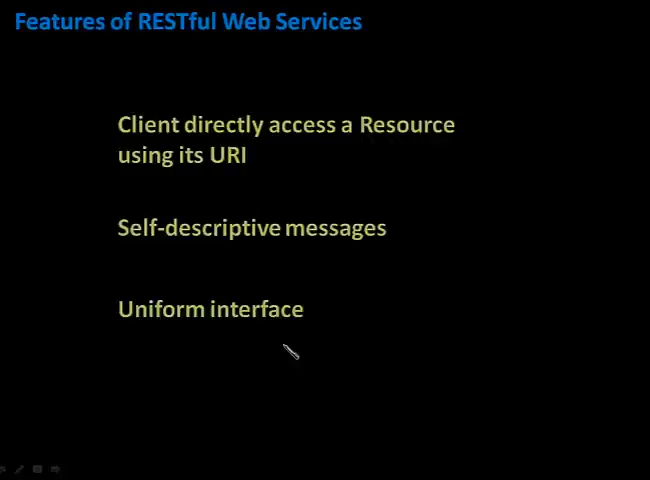 Features of RESTful Web Services
Client directly access a Resource
using its URI
Self-descriptive messages
Uniform interface